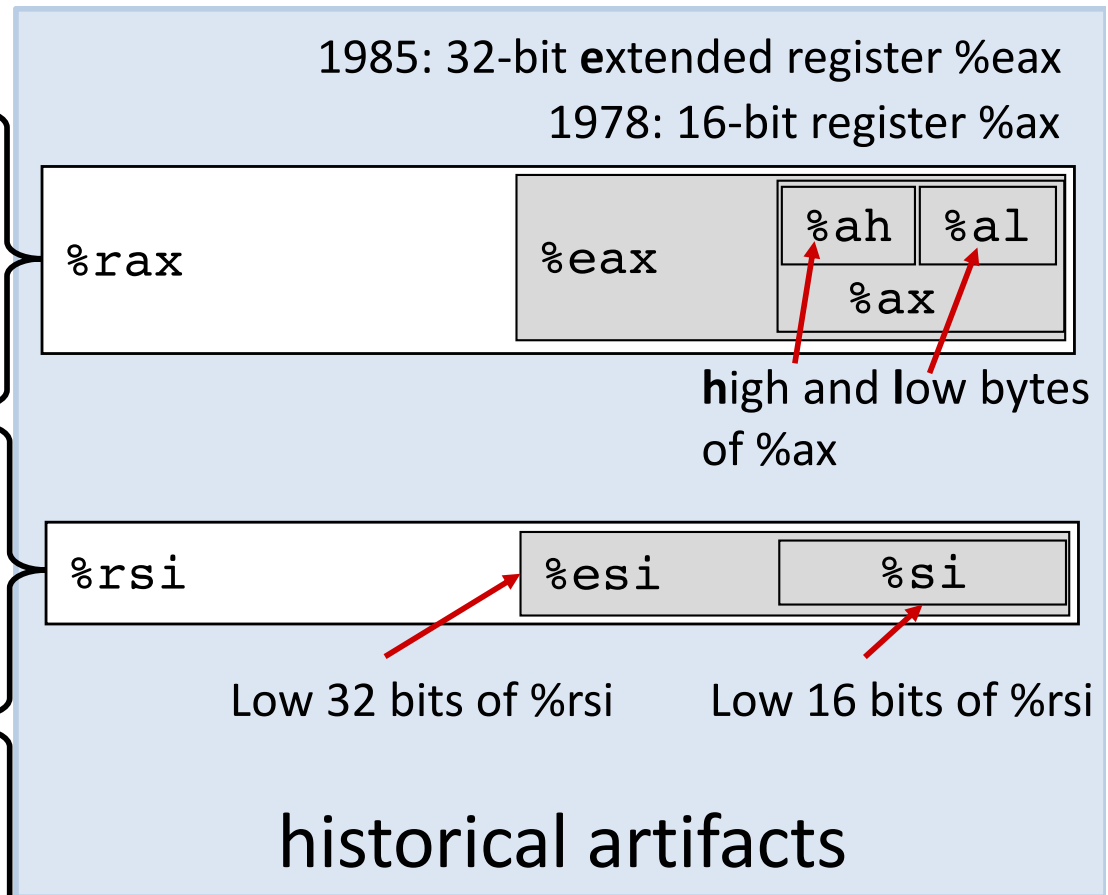 1985: 32-bit extended register %eax
1978: 16-bit register %ax
%rax
%eax
%ah
%al
%ax
high and low bytes
of %ax
%rsi
%esi
%si
Low 32 bits of %rsi
Low 16 bits of %rsi
historical artifacts